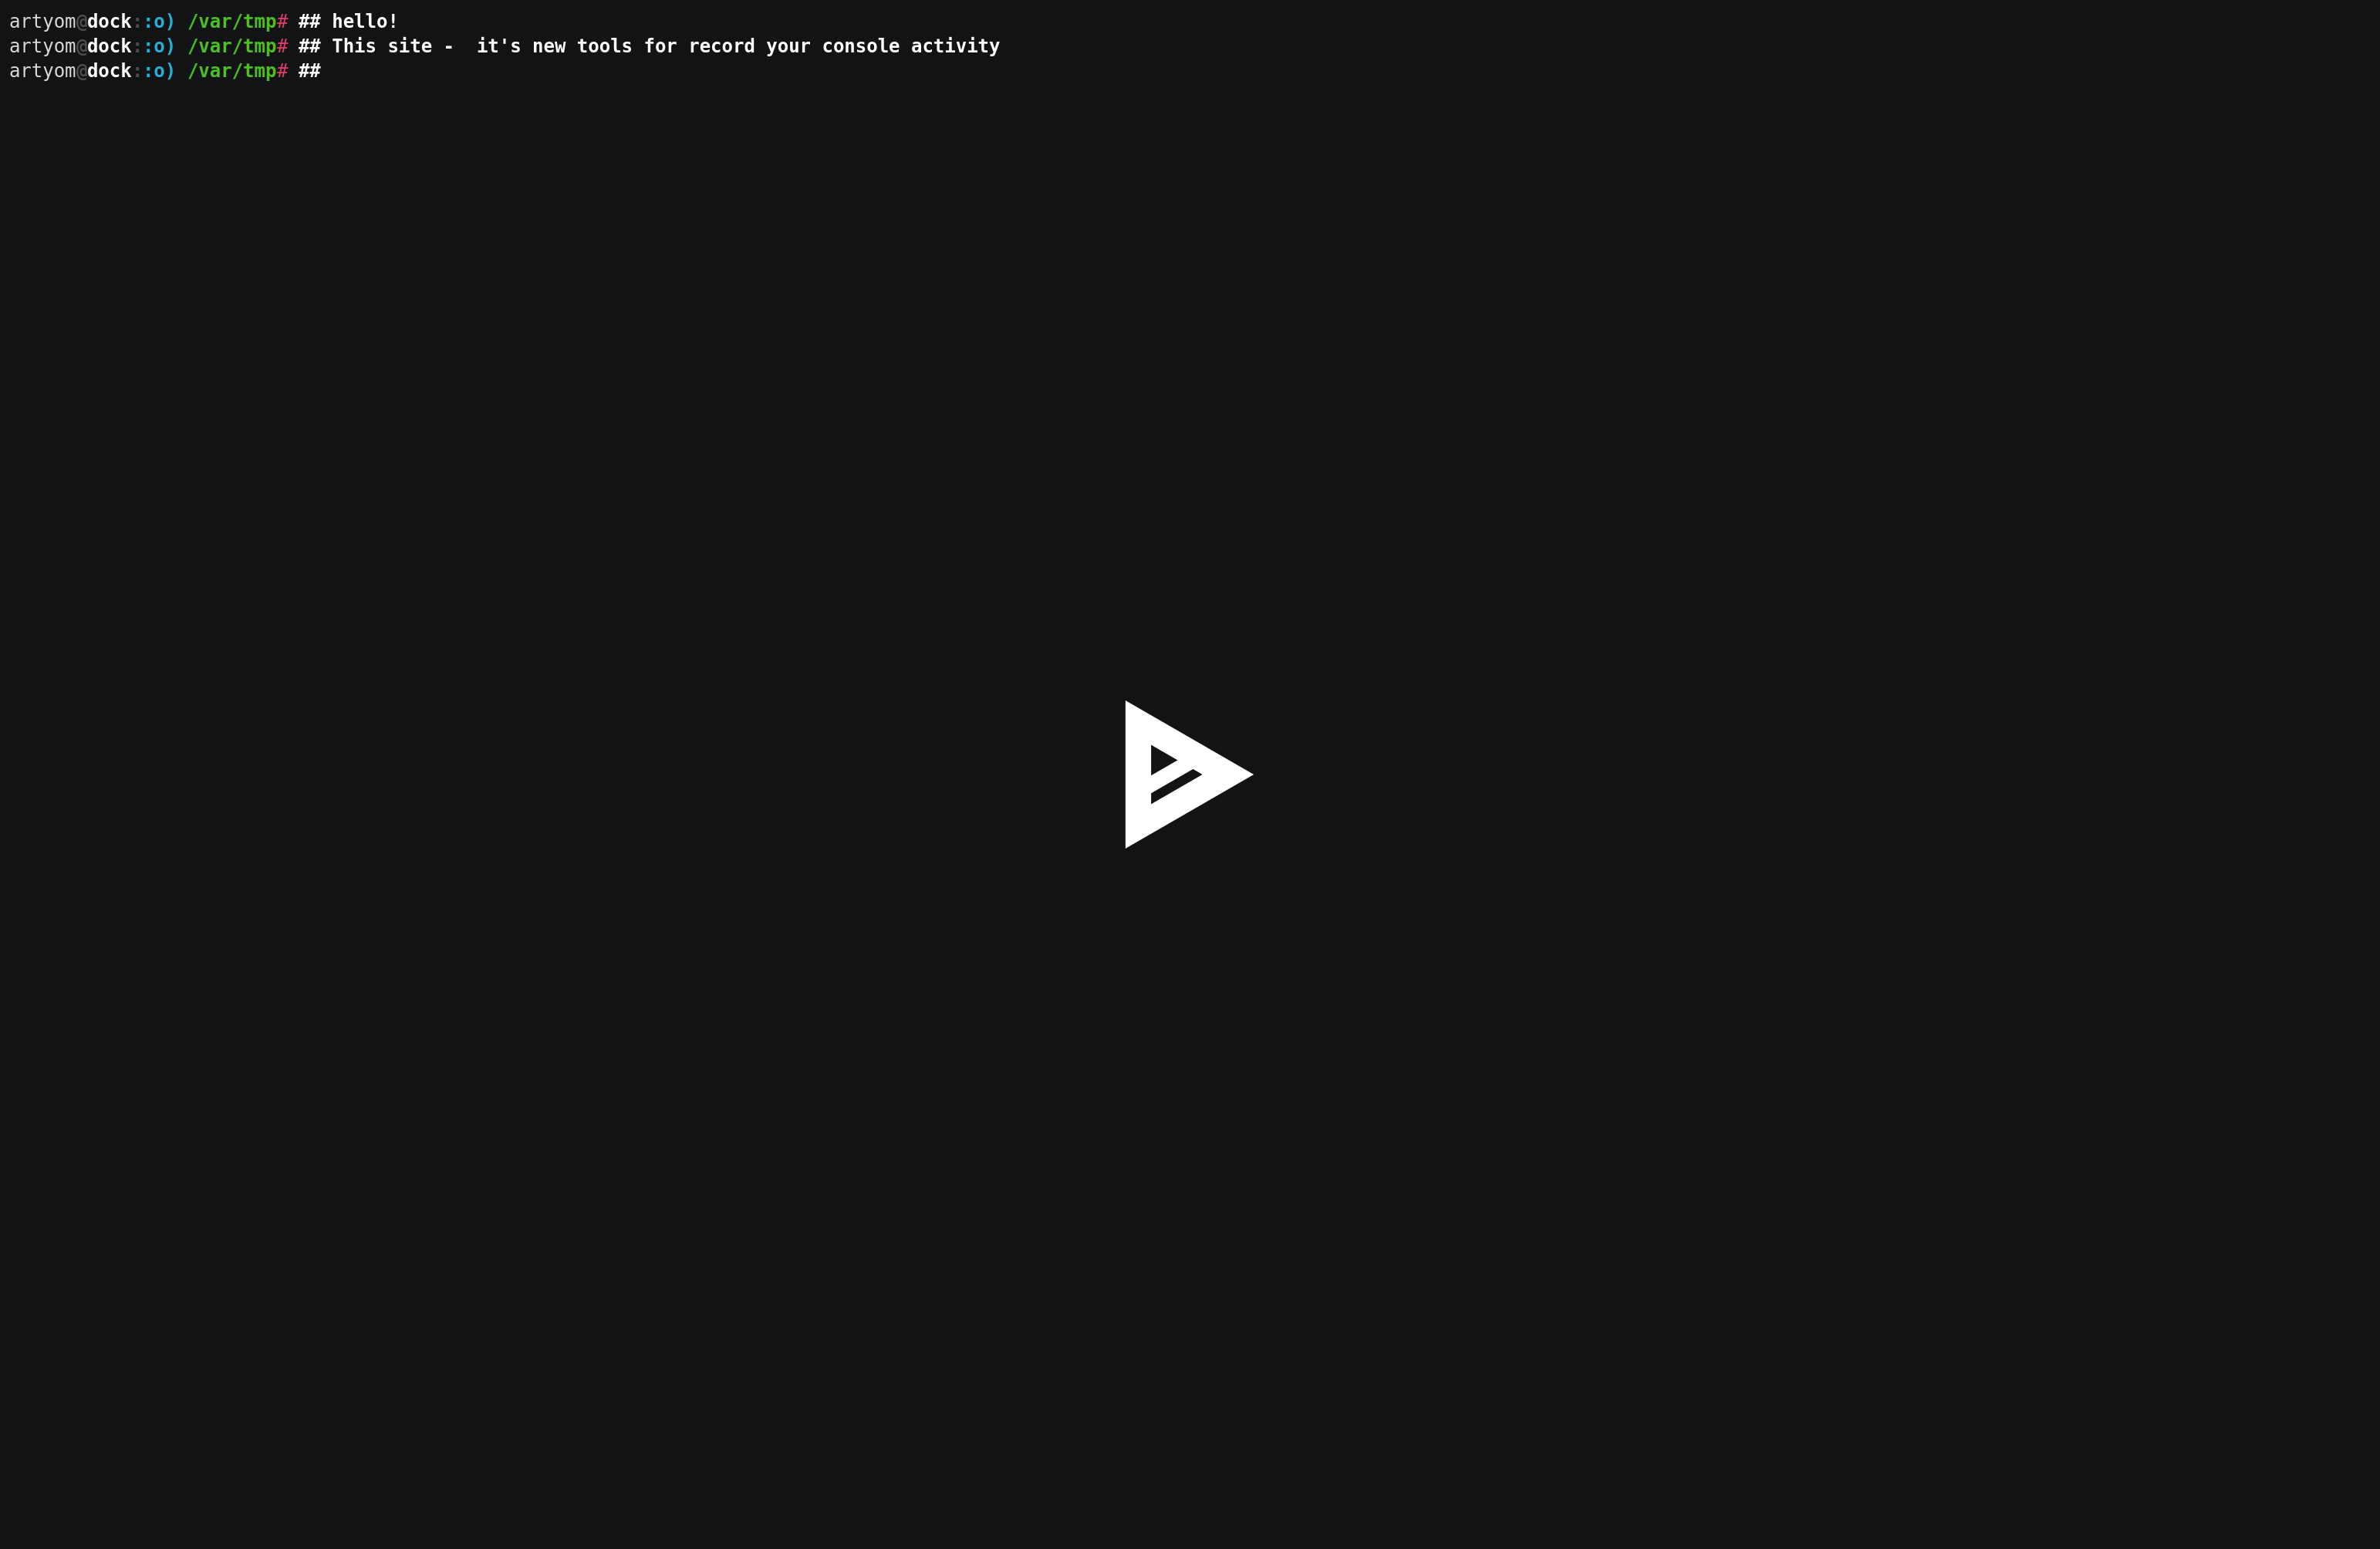 artyom@dock::o) /var/tmp# ## hello!
artyom@dock::o) /var/tmp# ## This site -  it's new tools for record your console activity
artyom@dock::o) /var/tmp# ##